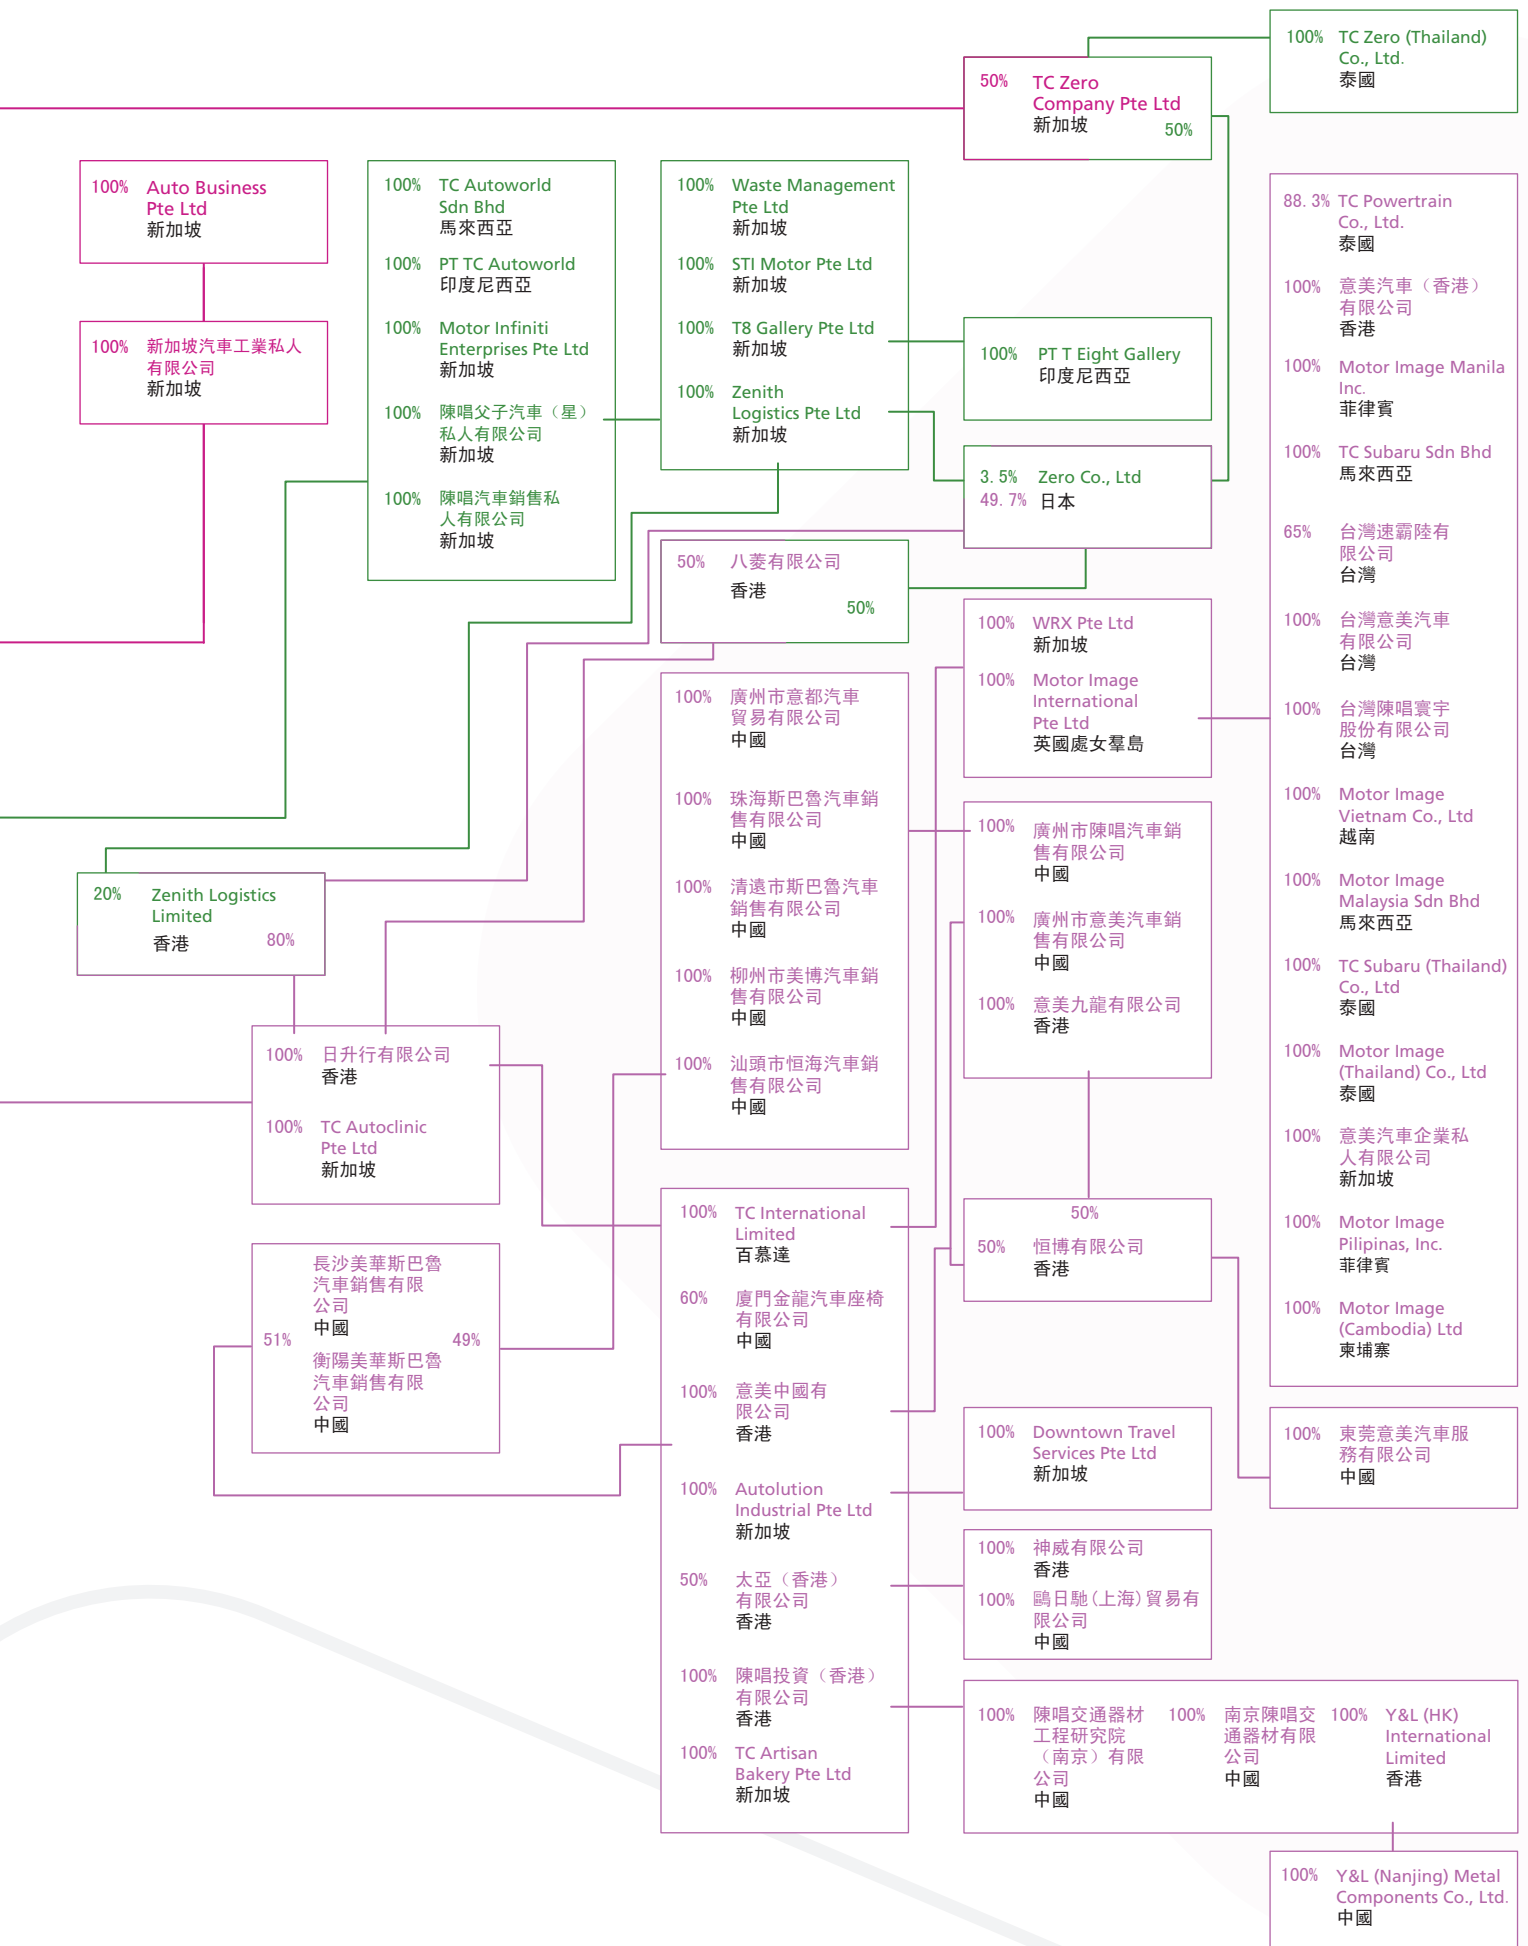 100% TC Zero (Thailand)
Co., Ltd.
泰國
50% TC Zero
Company Pte Ltd
新加坡
50%
100% Auto Business
Pte Ltd
新加坡
100% 新加坡汽車工業私人
有限公司
新加坡
100% TC Autoworld
Sdn Bhd
馬來西亞
100% PT TC Autoworld
印度尼西亞
100% Motor Infiniti
Enterprises Pte Ltd
新加坡
100% 陳唱父子汽車（星）
私人有限公司
新加坡
100% 陳唱汽車銷售私
人有限公司
新加坡
100% Waste Management
Pte Ltd
新加坡
100% STI Motor Pte Ltd
新加坡
100% T8 Gallery Pte Ltd
新加坡
100% Zenith
Logistics Pte Ltd
新加坡
100% PT T Eight Gallery
印度尼西亞
3.5% Zero Co., Ltd
49.7% 日本
50% 八菱有限公司
香港
50%
100% WRX Pte Ltd
新加坡
100% Motor Image
International
Pte Ltd
英國處女羣島
88.3% TC Powertrain
Co., Ltd.
泰國
100% 意美汽車（香港）
有限公司
香港
100% Motor Image Manila
Inc.
菲律賓
100% TC Subaru Sdn Bhd
馬來西亞
65% 台灣速霸陸有
限公司
台灣
100% 台灣意美汽車
有限公司
台灣
100% 台灣陳唱寰宇
股份有限公司
台灣
100% Motor Image
Vietnam Co., Ltd
越南
100% Motor Image
Malaysia Sdn Bhd
馬來西亞
100% TC Subaru (Thailand)
Co., Ltd
泰國
100% Motor Image
(Thailand) Co., Ltd
泰國
100% 意美汽車企業私
人有限公司
新加坡
100% Motor Image
Pilipinas, Inc.
菲律賓
100% Motor Image
(Cambodia) Ltd
柬埔寨
100% 廣州市意都汽車
貿易有限公司
中國
100% 珠海斯巴魯汽車銷
售有限公司
中國
100% 清遠市斯巴魯汽車
銷售有限公司
中國
100% 柳州市美博汽車銷
售有限公司
中國
100% 汕頭市恒海汽車銷
售有限公司
中國
100% 廣州市陳唱汽車銷
售有限公司
中國
100% 廣州市意美汽車銷
售有限公司
中國
100% 意美九龍有限公司
香港
20% Zenith Logistics
Limited
香港 80%
100% 日升行有限公司
香港
100% TC Autoclinic
Pte Ltd
新加坡
長沙美華斯巴魯
汽車銷售有限
公司
中國
51% 49%
衡陽美華斯巴魯
汽車銷售有限
公司
中國
100% TC International
Limited
百慕達
60% 廈門金龍汽車座椅
有限公司
中國
100% 意美中國有
限公司
香港
100% Autolution
Industrial Pte Ltd
新加坡
50% 太亞（香港）
有限公司
香港
100% 陳唱投資（香港）
有限公司
香港
100% TC Artisan
Bakery Pte Ltd
新加坡
50%
50% 恒博有限公司
香港
100% Downtown Travel
Services Pte Ltd
新加坡
100% 東莞意美汽車服
務有限公司
中國
100% 神威有限公司
香港
100% 鷗日馳(上海)貿易有
限公司
中國
100% 陳唱交通器材
工程研究院
（南京）有限
公司
中國
100% 南京陳唱交
通器材有限
公司
中國
100% Y&L (HK)
International
Limited
香港
100% Y&L (Nanjing) Metal
Components Co., Ltd.
中國